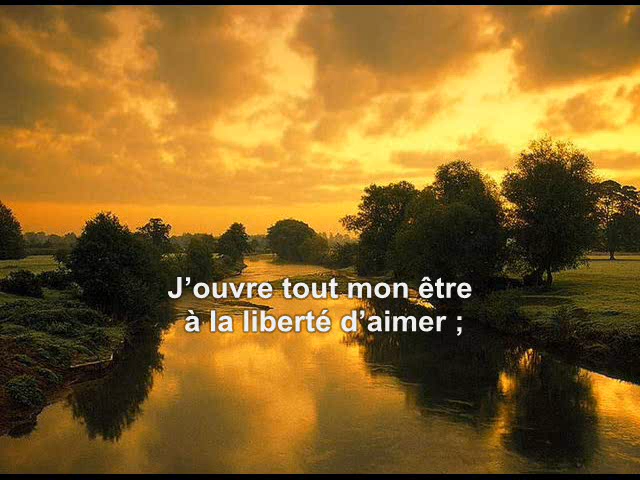 J’ouvre tout mon être
à la liberté d’aimer ;